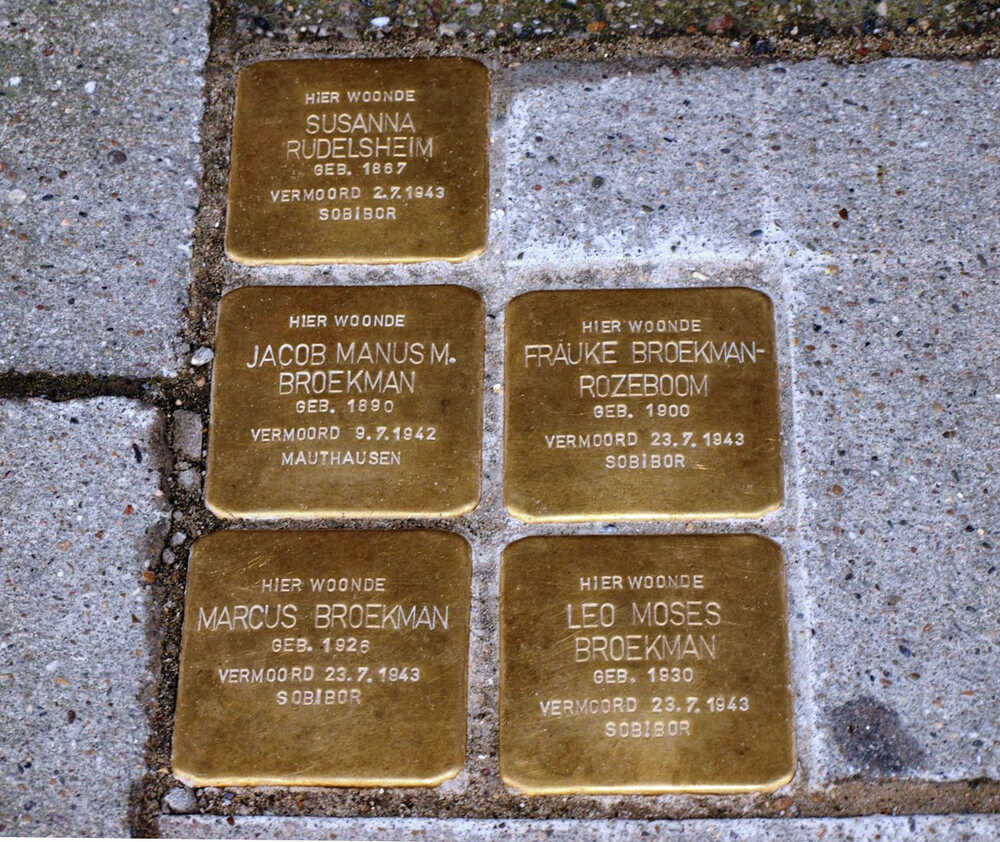 HIER WOONDE
SUSANNA
RUDELSHEIM
GEB. 1867
VERMOORD 2.7.1943
SOBIBOR
HIER WOONDE
JACOB MANUS M.
BROEKMAN
GEB. 1890
VERMOORD 9.7.1942
MAUTHAUSEN
HIER WOONDE
FRÄUKE BROEKMAN-
ROZEBOOM
GEB. 1900
VERMOORD 23.7.1943
SOBIBOR
HIER WOONDE
MARCUS BROEKMAN
GEB. 1926
VERMOORD 23.7.1943
SOBIBOR
HIER WOONDE
LEO MOSES
BROEKMAN
GEB. 1930
VERMOORD 23.7.1943
SOBIBOR